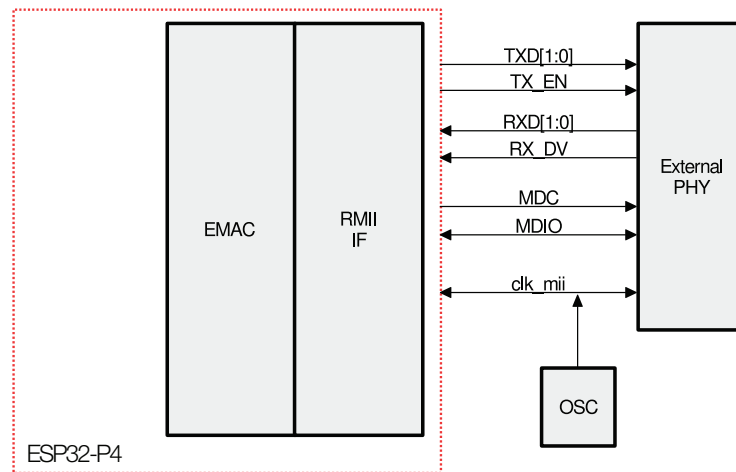 TXD[1:0]
TX_EN
RXD[1:0]
RX_DV
MDC
MDIO
clk_mii
EMAC
RMII
IF
External
PHY
OSC
ESP32-P4